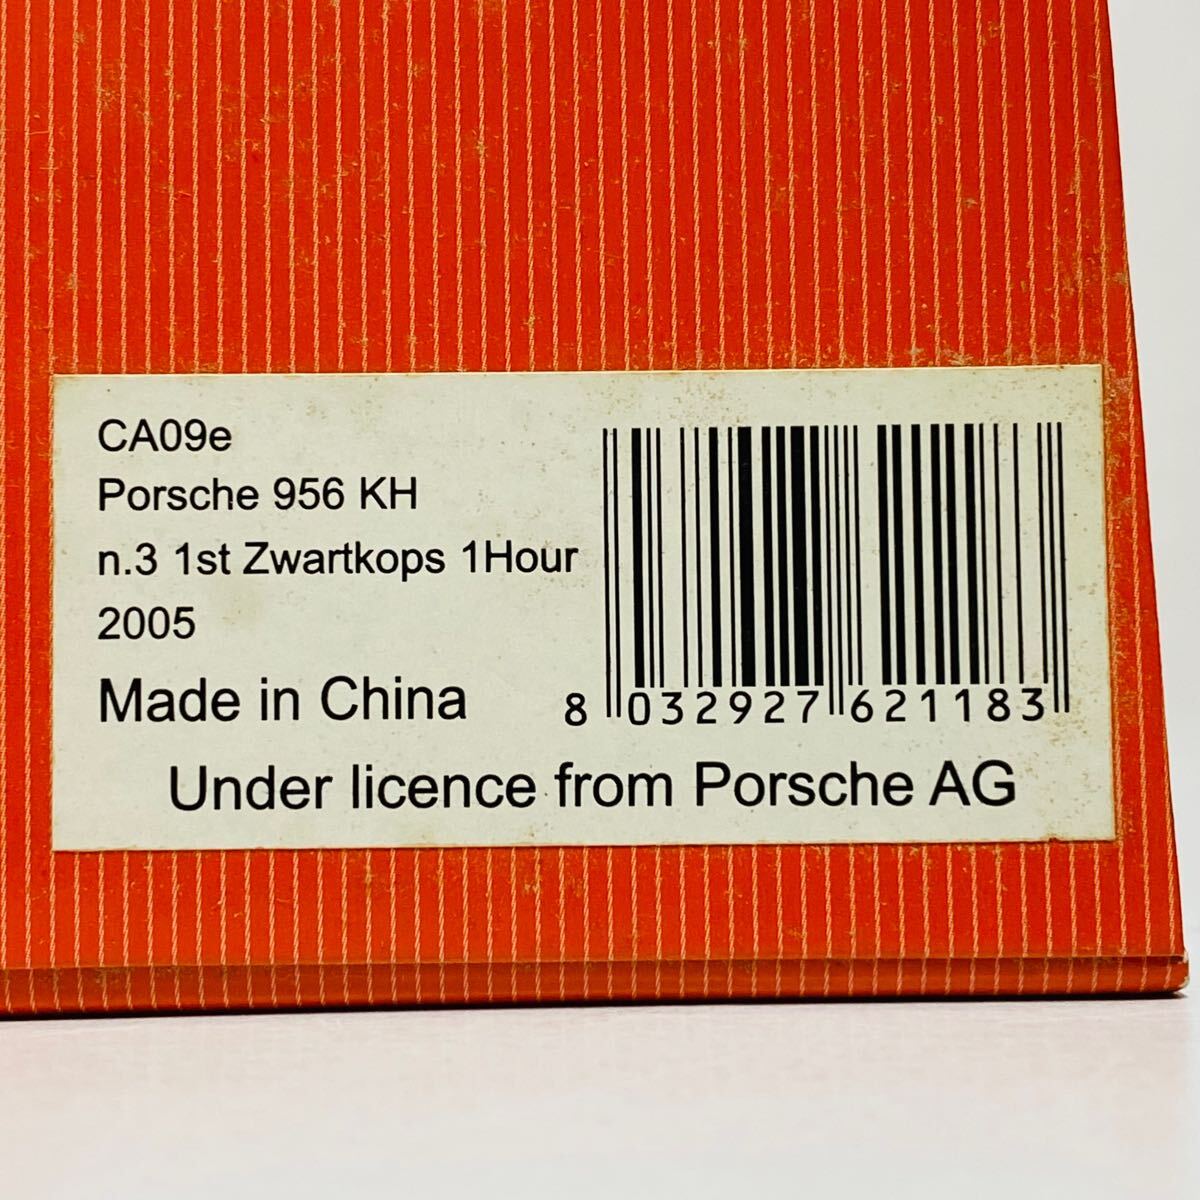 CA09e
Porsche 956 KH
n.3 1st Zwartkops 1Hour
2005
Made in China
8 032927 621183
Under licence from Porsche AG